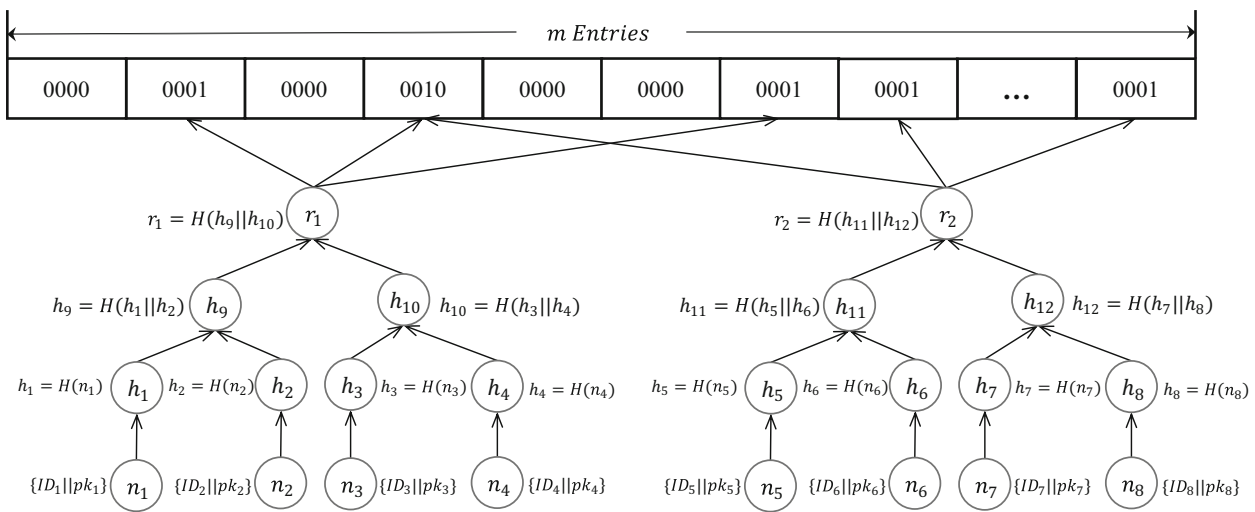 m Entries
0000 0001 0000 0010 0000 0000 0001 0001 ... 0001
r₁ = H(h₉||h₁₀) r₁ r₂ = H(h₁₁||h₁₂) r₂
h₉ = H(h₁||h₂) h₉ h₁₀ h₁₀ = H(h₃||h₄) h₁₁ = H(h₅||h₆) h₁₁ h₁₂ h₁₂ = H(h₇||h₈)
h₁ = H(n₁) h₁ h₂ = H(n₂) h₂ h₃ h₃ = H(n₃) h₄ h₄ = H(n₄) h₅ = H(n₅) h₅ h₆ = H(n₆) h₆ h₇ h₇ = H(n₇) h₈ h₈ = H(n₈)
{ID₁||pk₁} n₁ {ID₂||pk₂} n₂ n₃ {ID₃||pk₃} n₄ {ID₄||pk₄} {ID₅||pk₅} n₅ {ID₆||pk₆} n₆ n₇ {ID₇||pk₇} n₈ {ID₈||pk₈}